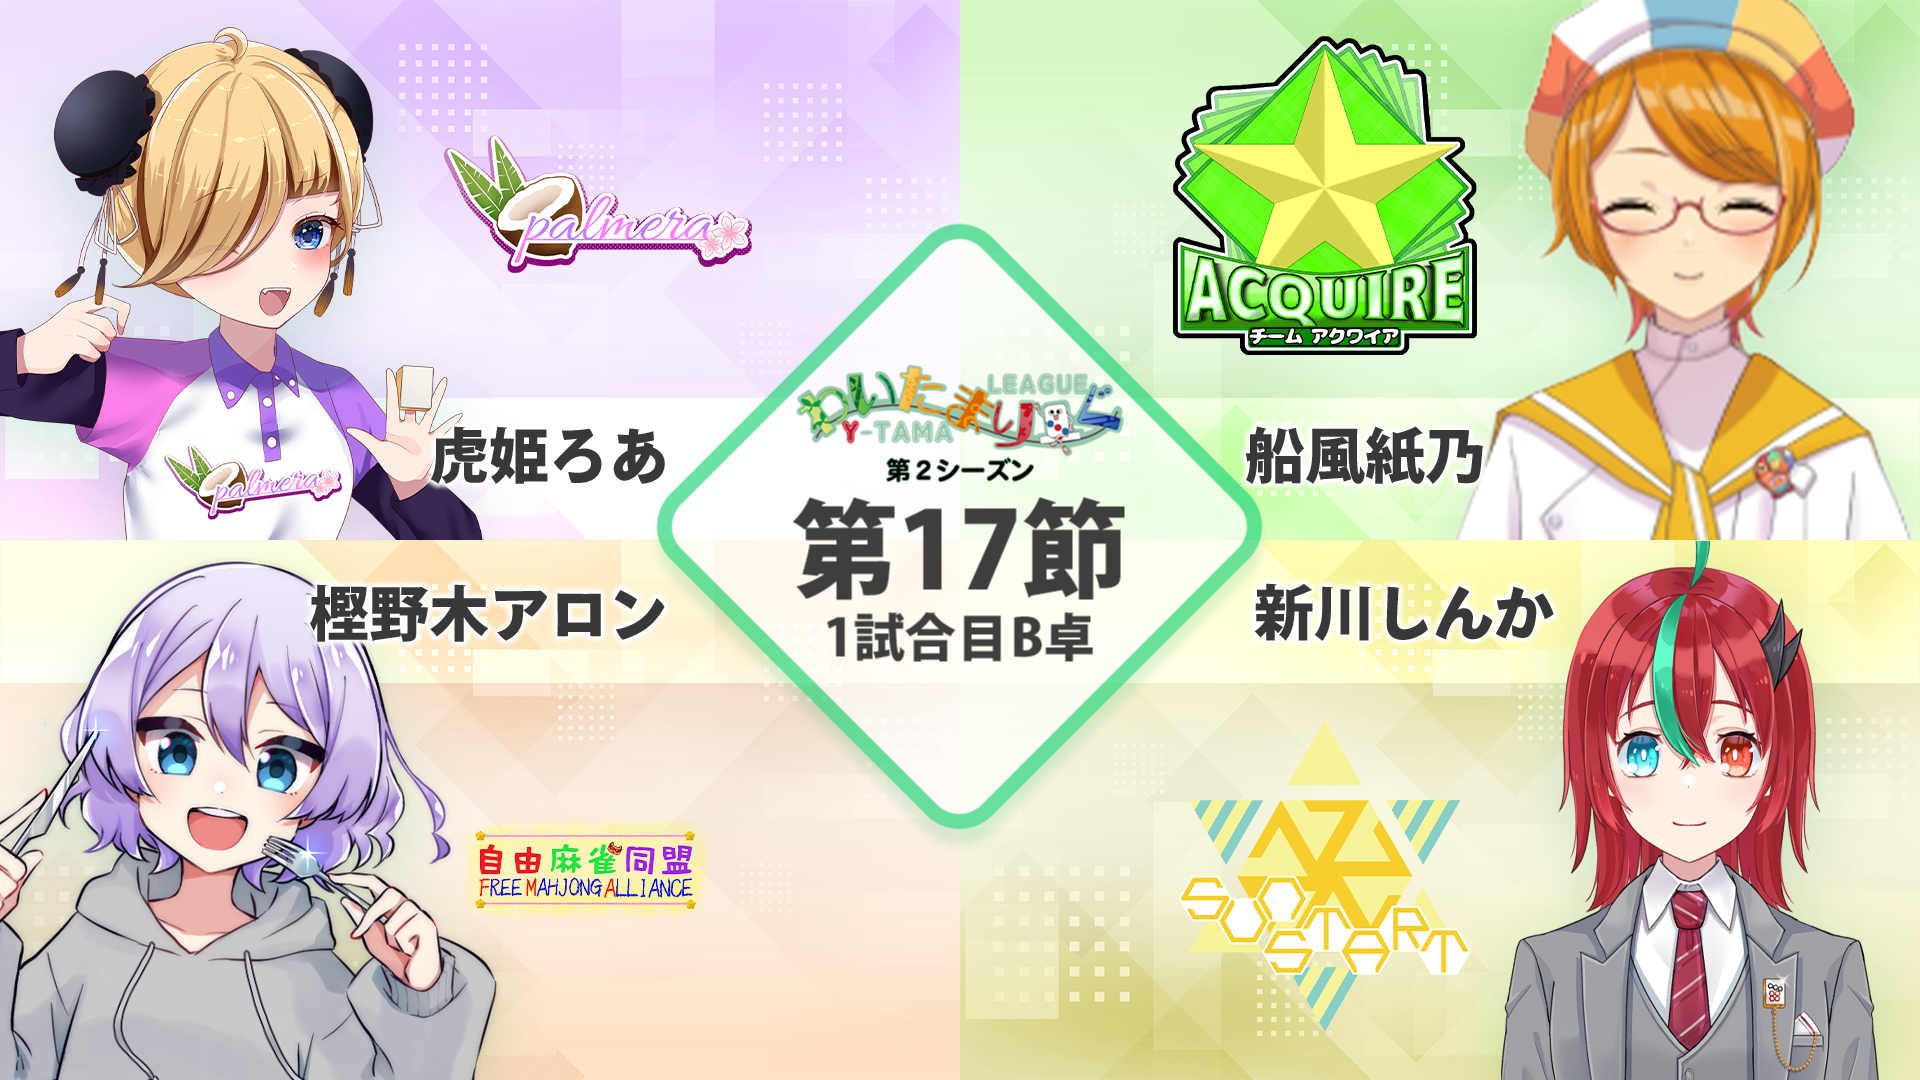 palmera
ACQUIRE
チーム アクワイア
palmera
虎姫ろあ
船風紙乃
わいたまりーぐ
LEAGUE
Y-TAMA
第2シーズン
第17節
1試合目B卓
樫野木アロン
新川しんか
自由麻雀同盟
FREE MAHJONG ALLIANCE
SUOSTART